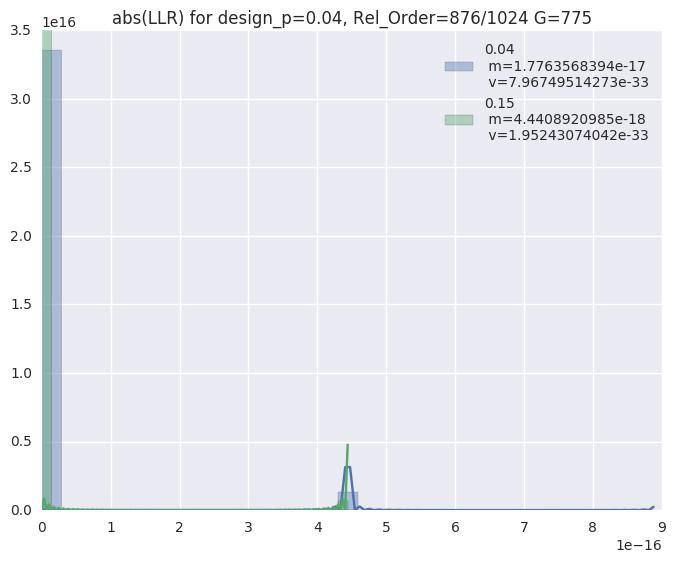 abs(LLR) for design_p=0.04, Rel_Order=876/1024 G=775
1e16
3.5
3.0
2.5
2.0
1.5
1.0
0.5
0.0
0.04
m=1.7763568394e-17
v=7.96749514273e-33
0.15
m=4.4408920985e-18
v=1.95243074042e-33
0 1 2 3 4 5 6 7 8 9
1e−16